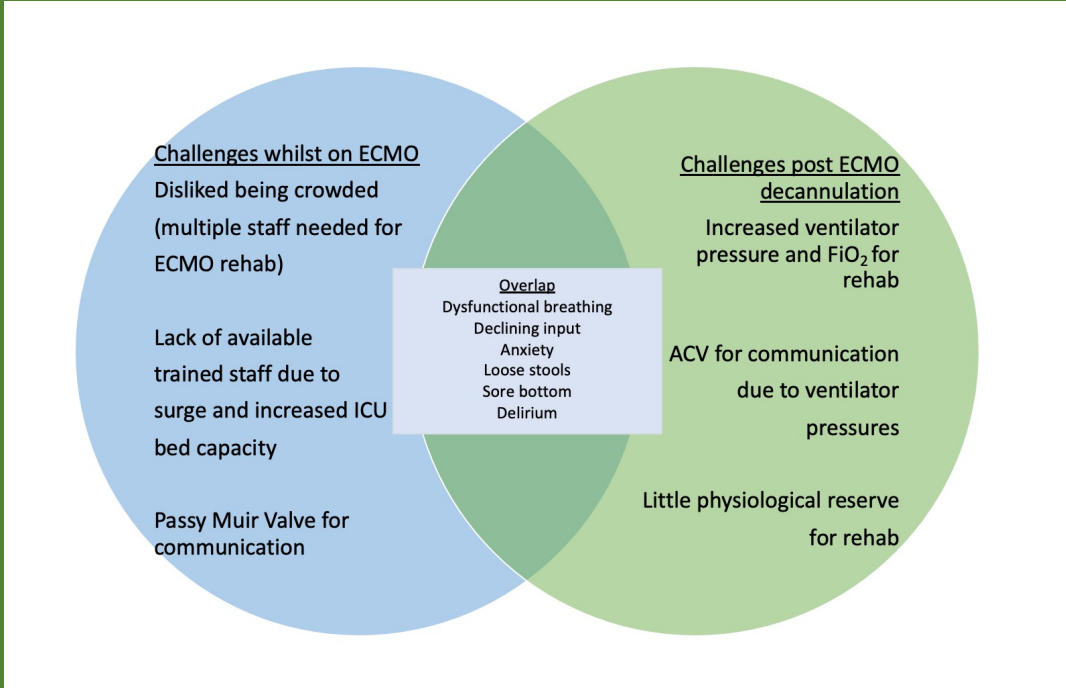 Challenges whilst on ECMO
Disliked being crowded
(multiple staff needed for
ECMO rehab)
Lack of available
trained staff due to
surge and increased ICU
bed capacity
Passy Muir Valve for
communication
Overlap
Dysfunctional breathing
Declining input
Anxiety
Loose stools
Sore bottom
Delirium
Challenges post ECMO
decannulation
Increased ventilator
pressure and FiO₂ for
rehab
ACV for communication
due to ventilator
pressures
Little physiological reserve
for rehab